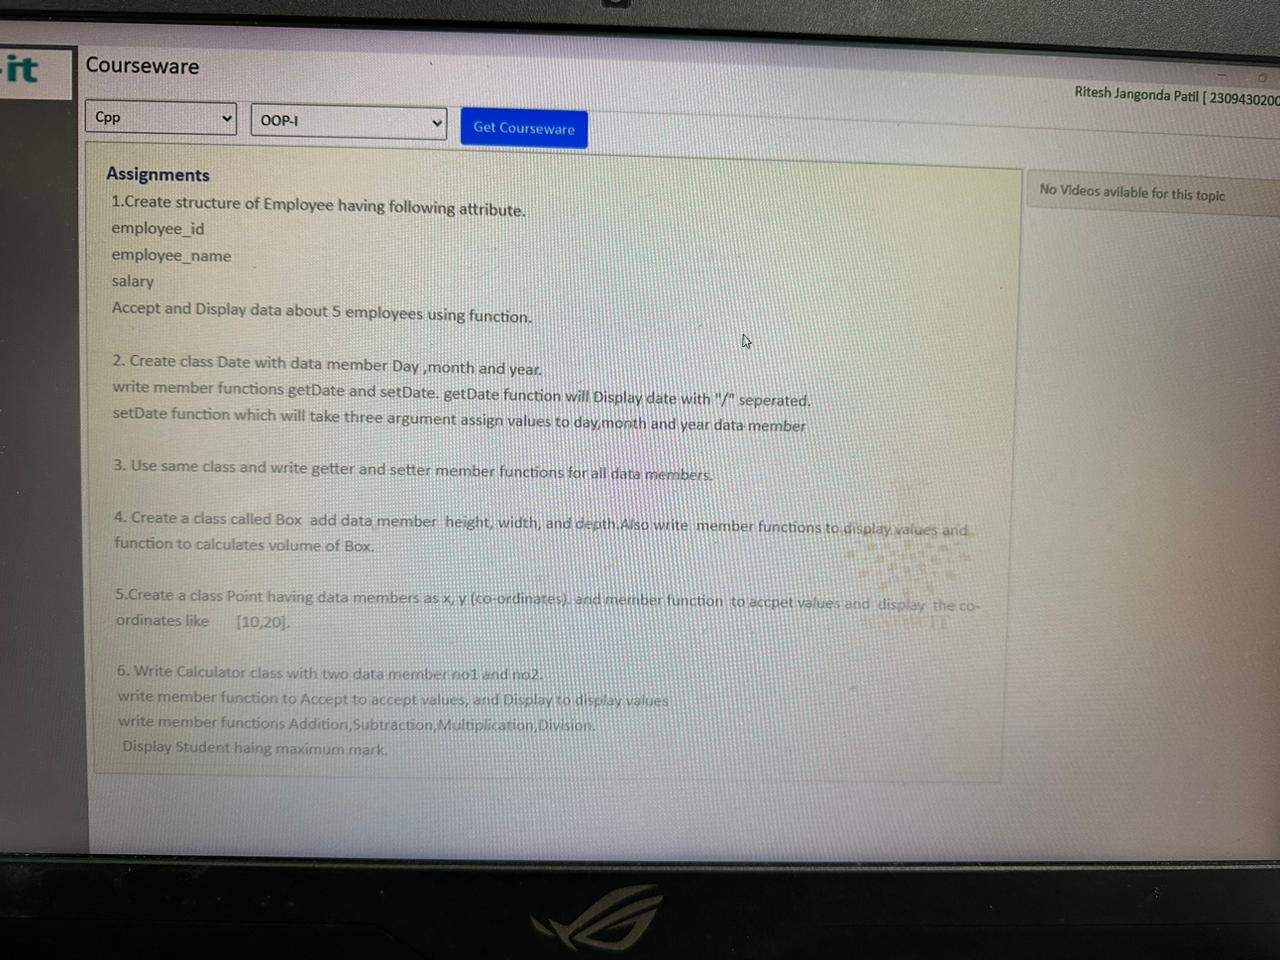 it
Courseware
Ritesh Jangonda Patil [ 2309430200
Cpp
OOP-I
Get Courseware
Assignments
No Videos avilable for this topic
1.Create structure of Employee having following attribute.
employee_id
employee_name
salary
Accept and Display data about 5 employees using function.
2. Create class Date with data member Day ,month and year.
write member functions getDate and setDate. getDate function will Display date with "/" seperated.
setDate function which will take three argument assign values to day,month and year data member
3. Use same class and write getter and setter member functions for all data members.
4. Create a class called Box add data member height, width, and depth.Also write member functions to display values and
function to calculates volume of Box.
5.Create a class Point having data members as x, y (co-ordinates). and member function to accpet values and display the co-
ordinates like [10,20].
6. Write Calculator class with two data member no1 and no2.
write member function to Accept to accept values, and Display to display values
write member functions Addition,Subtraction,Multiplication,Division.
Display Student haing maximum mark.